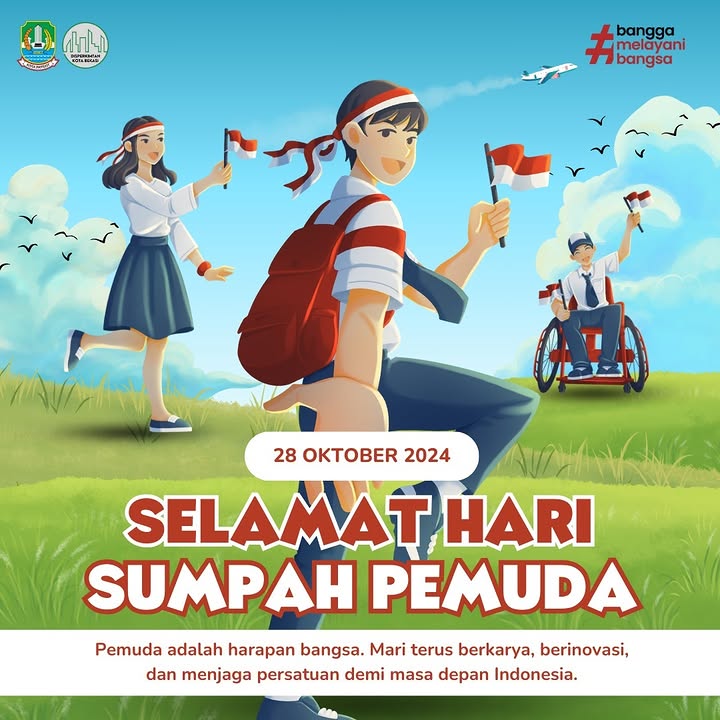 DISPERKIMTAN
KOTA BEKASI
#bangga
melayani
bangsa
28 OKTOBER 2024
SELAMAT HARI
SUMPAH PEMUDA
Pemuda adalah harapan bangsa. Mari terus berkarya, berinovasi,
dan menjaga persatuan demi masa depan Indonesia.